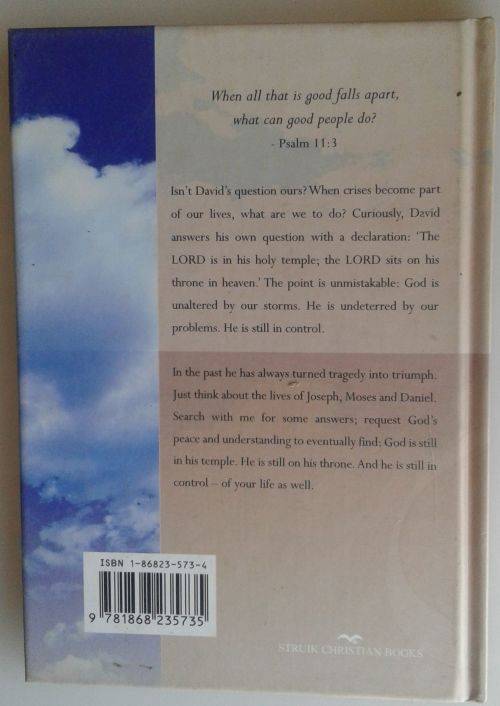 When all that is good falls apart,
what can good people do?
- Psalm 11:3
Isn't David's question ours? When crises become part
of our lives, what are we to do? Curiously, David
answers his own question with a declaration: 'The
LORD is in his holy temple; the LORD sits on his
throne in heaven.' The point is unmistakable: God is
unaltered by our storms. He is undeterred by our
problems. He is still in control.
In the past he has always turned tragedy into triumph.
Just think about the lives of Joseph, Moses and Daniel.
Search with me for some answers; request God's
peace and understanding to eventually find: God is still
in his temple. He is still on his throne. And he is still in
control – of your life as well.
ISBN 1-86823-573-4
9 781868 235735
STRUIK CHRISTIAN BOOKS